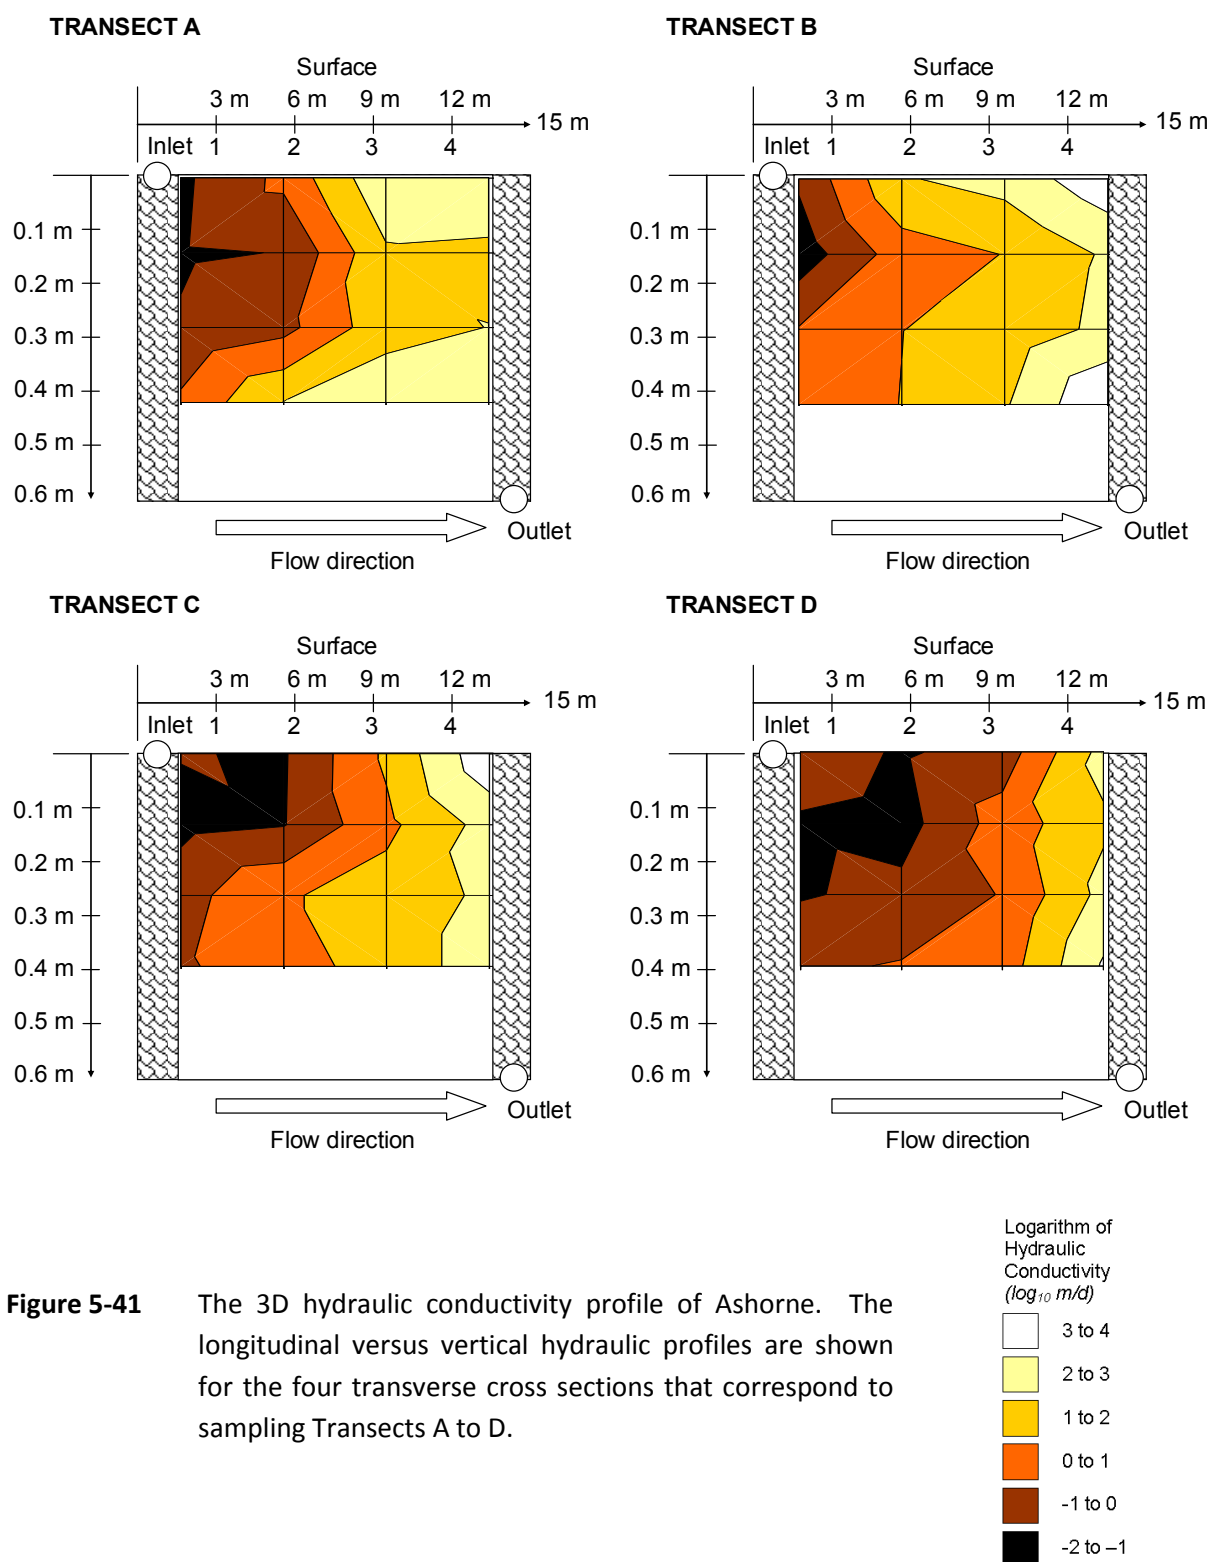 TRANSECT A
Surface
3 m 6 m 9 m 12 m
15 m
Inlet 1 2 3 4
0.1 m
0.2 m
0.3 m
0.4 m
0.5 m
0.6 m
Outlet
Flow direction
TRANSECT B
Surface
3 m 6 m 9 m 12 m
15 m
Inlet 1 2 3 4
0.1 m
0.2 m
0.3 m
0.4 m
0.5 m
0.6 m
Outlet
Flow direction
TRANSECT C
Surface
3 m 6 m 9 m 12 m
15 m
Inlet 1 2 3 4
0.1 m
0.2 m
0.3 m
0.4 m
0.5 m
0.6 m
Outlet
Flow direction
TRANSECT D
Surface
3 m 6 m 9 m 12 m
15 m
Inlet 1 2 3 4
0.1 m
0.2 m
0.3 m
0.4 m
0.5 m
0.6 m
Outlet
Flow direction
Figure 5-41 The 3D hydraulic conductivity profile of Ashorne. The
longitudinal versus vertical hydraulic profiles are shown
for the four transverse cross sections that correspond to
sampling Transects A to D.
Logarithm of
Hydraulic
Conductivity
(log₁₀ m/d)
3 to 4
2 to 3
1 to 2
0 to 1
-1 to 0
-2 to –1